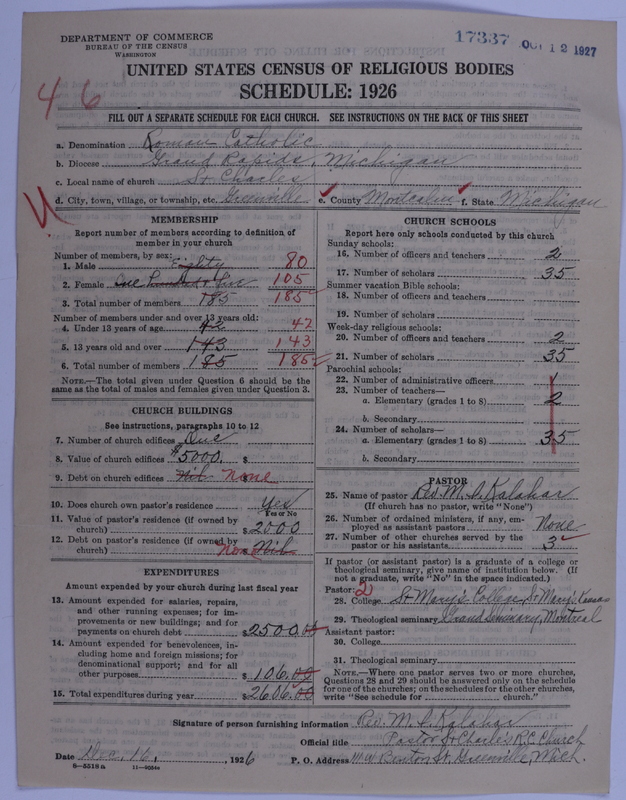 DEPARTMENT OF COMMERCE
BUREAU OF THE CENSUS
WASHINGTON
17337 OCT 12 1927
UNITED STATES CENSUS OF RELIGIOUS BODIES
SCHEDULE: 1926
46
FILL OUT A SEPARATE SCHEDULE FOR EACH CHURCH. SEE INSTRUCTIONS ON THE BACK OF THIS SHEET
a. Denomination Roman Catholic
b. Diocese Grand Rapids, Michigan
c. Local name of church St Charles
d. City, town, village, or township, etc. Greenville e. County Montcalm f. State Michigan
MEMBERSHIP
Report number of members according to definition of
member in your church
Number of members, by sex:
1. Male Eighty 80
2. Female One Hundred & Five 105
3. Total number of members 185 185
Number of members under and over 13 years old:
4. Under 13 years of age 42 42
5. 13 years old and over 143 143
6. Total number of members 185 185
NOTE.—The total given under Question 6 should be the
same as the total of males and females given under Question 3.
CHURCH BUILDINGS
See instructions, paragraphs 10 to 12
7. Number of church edifices One
8. Value of church edifices $5000. $
9. Debt on church edifices Nil None
10. Does church own pastor's residence Yes
Yes or No
11. Value of pastor's residence (if owned by
church) $2000
12. Debt on pastor's residence (if owned by
church) None $Nil
EXPENDITURES
Amount expended by your church during last fiscal year
13. Amount expended for salaries, repairs,
and other running expenses; for im-
provements or new buildings; and for
payments on church debt $2500.00
14. Amount expended for benevolences, in-
cluding home and foreign missions; for
denominational support; and for all
other purposes $106.00
15. Total expenditures during year $2606.00
CHURCH SCHOOLS
Report here only schools conducted by this church
Sunday schools:
16. Number of officers and teachers 2
17. Number of scholars 35
Summer vacation Bible schools:
18. Number of officers and teachers
19. Number of scholars
Week-day religious schools:
20. Number of officers and teachers 2
21. Number of scholars 35
Parochial schools:
22. Number of administrative officers 1
23. Number of teachers—
a. Elementary (grades 1 to 8) 2
b. Secondary
24. Number of scholars—
a. Elementary (grades 1 to 8) 35
b. Secondary
PASTOR
25. Name of pastor Rev. M. S. Kalahar
(If church has no pastor, write "None")
26. Number of ordained ministers, if any, em-
ployed as assistant pastors None
27. Number of other churches served by the
pastor or his assistants 3
If pastor (or assistant pastor) is a graduate of a college or
theological seminary, give name of institution below. (If
not a graduate, write "No" in the space indicated.)
Pastor: 2
28. College St Mary's College St Marys Kansas
29. Theological seminary Grand Seminary, Montreal
Assistant pastor:
30. College
31. Theological seminary
NOTE.—Where one pastor serves two or more churches,
Questions 28 and 29 should be answered only on the schedule
for one of the churches; on the schedules for the other churches,
write "See schedule for church."
Signature of person furnishing information Rev. M. S. Kalahar
Official title Pastor St Charles R.C. Church
Date Dec. 16, 1926 P. O. Address W Benton St. Greenville, Mich.
8-5518a 11-9254a